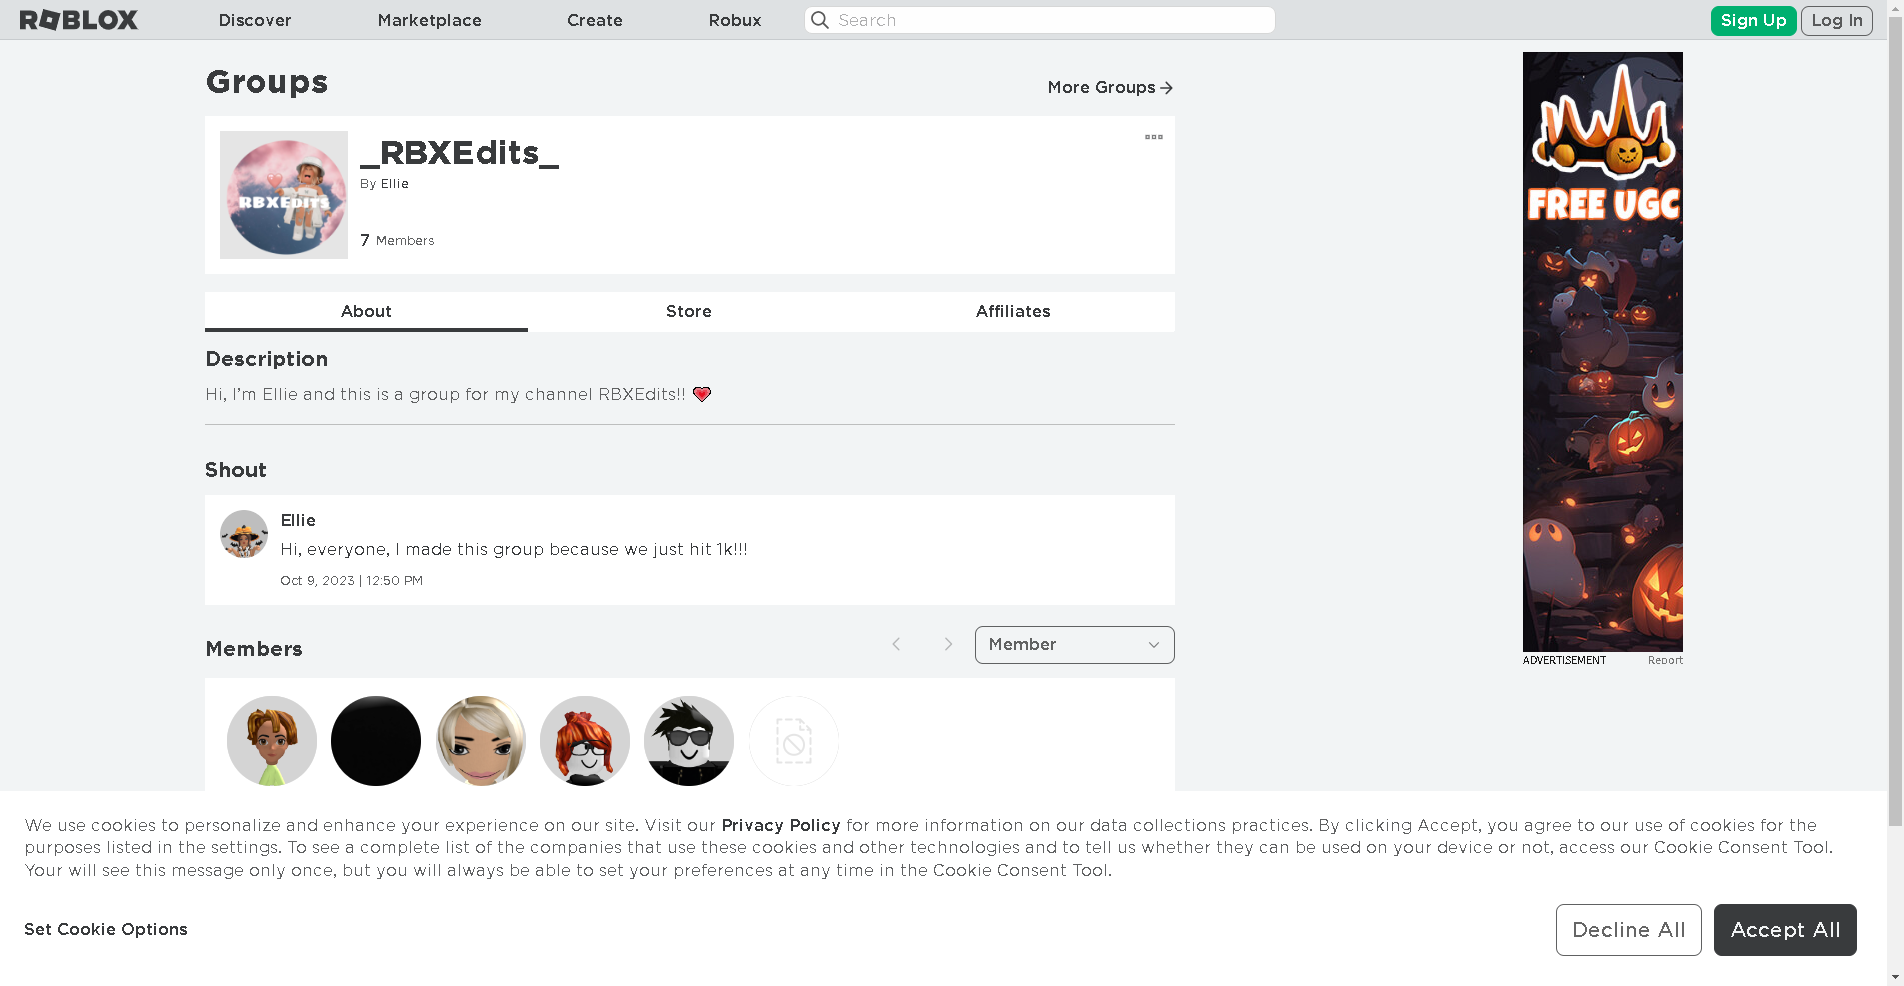 ROBLOX
Discover
Marketplace
Create
Robux
Search
Sign Up
Log In
Groups
More Groups
RBXEDITS
_RBXEdits_
By Ellie
7 Members
About
Store
Affiliates
Description
Hi, I'm Ellie and this is a group for my channel RBXEdits!! 💗
Shout
Ellie
Hi, everyone, I made this group because we just hit 1k!!!
Oct 9, 2023 | 12:50 PM
Members
Member
FREE UGC
ADVERTISEMENT
Report
We use cookies to personalize and enhance your experience on our site. Visit our Privacy Policy for more information on our data collections practices. By clicking Accept, you agree to our use of cookies for the
purposes listed in the settings. To see a complete list of the companies that use these cookies and other technologies and to tell us whether they can be used on your device or not, access our Cookie Consent Tool.
Your will see this message only once, but you will always be able to set your preferences at any time in the Cookie Consent Tool.
Set Cookie Options
Decline All
Accept All